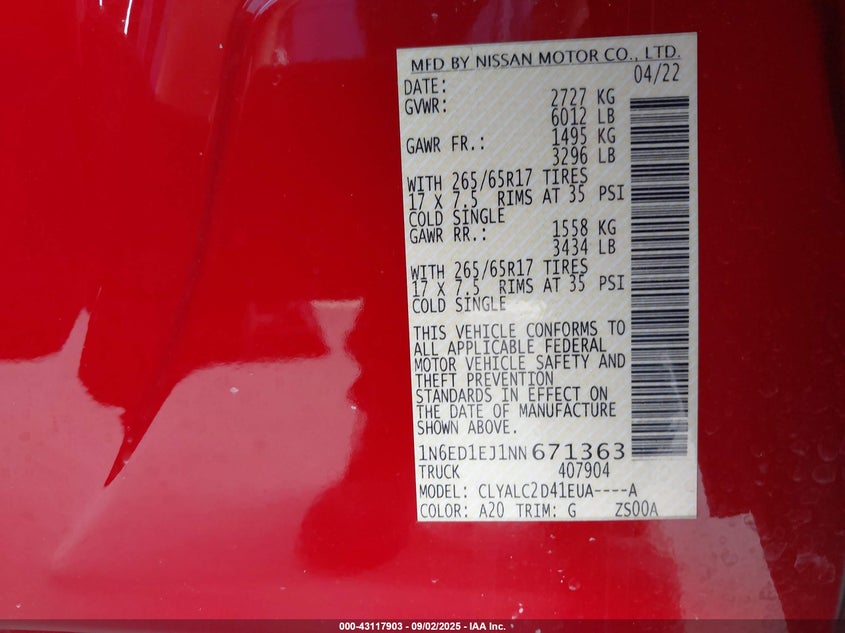 MFD BY NISSAN MOTOR CO., LTD.
DATE: 04/22
GVWR: 2727 KG
6012 LB
GAWR FR.: 1495 KG
3296 LB
WITH 265/65R17 TIRES
17 X 7.5 RIMS AT 35 PSI
COLD SINGLE
GAWR RR.: 1558 KG
3434 LB
WITH 265/65R17 TIRES
17 X 7.5 RIMS AT 35 PSI
COLD SINGLE
THIS VEHICLE CONFORMS TO
ALL APPLICABLE FEDERAL
MOTOR VEHICLE SAFETY AND
THEFT PREVENTION
STANDARDS IN EFFECT ON
THE DATE OF MANUFACTURE
SHOWN ABOVE.
1N6ED1EJ1NN671363
TRUCK 407904
MODEL: CLYALC2D41EUA----A
COLOR: A20 TRIM: G ZS00A
000-43117903 - 09/02/2025 - IAA Inc.